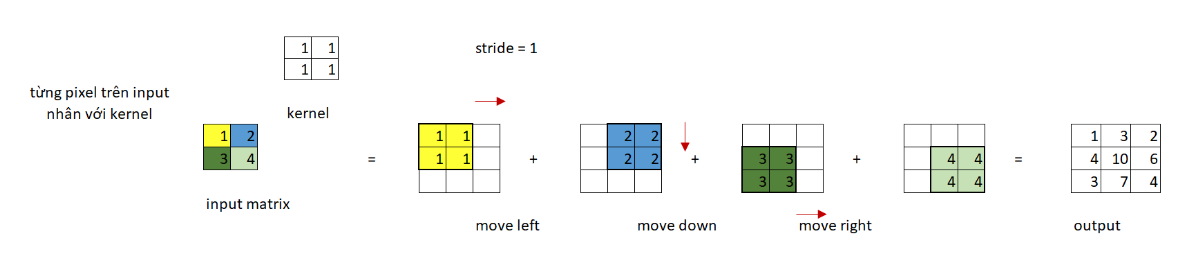 1 1
1 1
stride = 1
từng pixel trên input
nhân với kernel
kernel
1 2
3 4
=
1 1
1 1
+
2 2
2 2
+
3 3
3 3
+
4 4
4 4
=
1 3 2
4 10 6
3 7 4
input matrix
move left
move down
move right
output